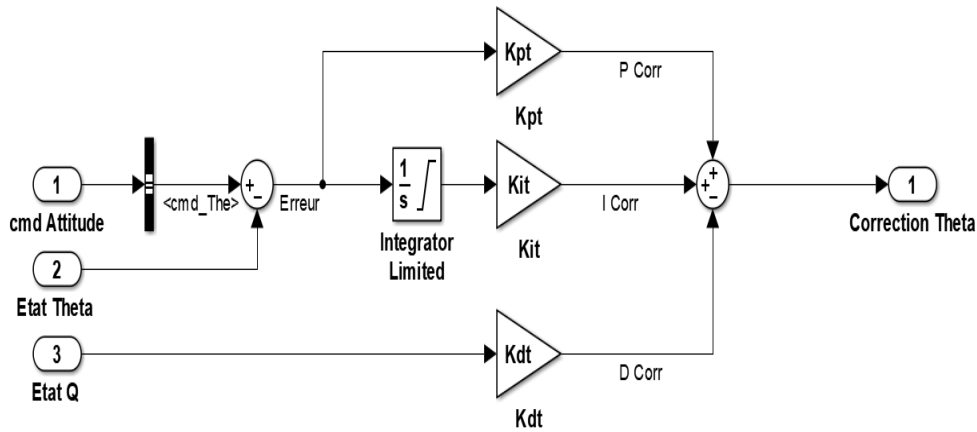 Kpt
P Corr
Kpt
1
cmd Attitude
<cmd_The>
+
−
Erreur
1
s
Integrator
Limited
Kit
I Corr
Kit
+
+
−
1
Correction Theta
2
Etat Theta
3
Etat Q
Kdt
D Corr
Kdt